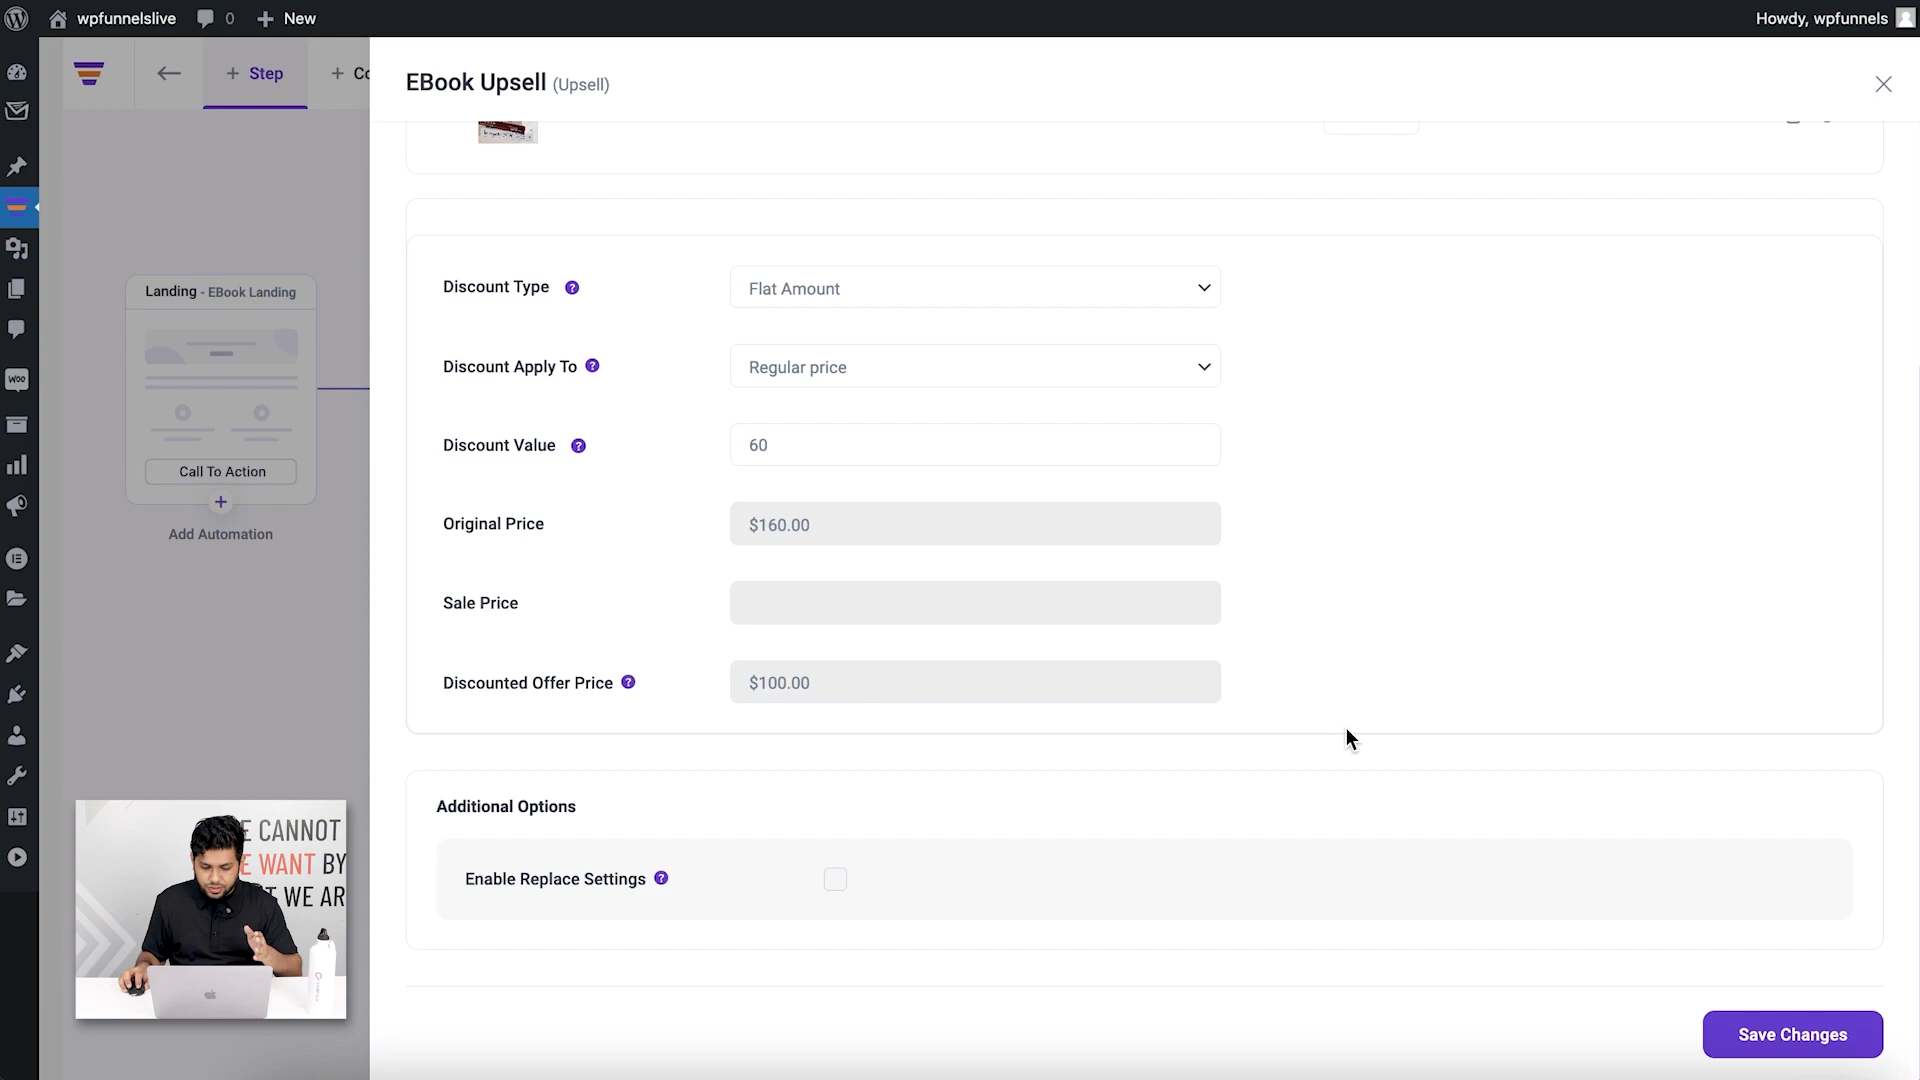 wpfunnelslive
0
New
Howdy, wpfunnels
Step
EBook Upsell (Upsell)
Landing - EBook Landing
Call To Action
Add Automation
Discount Type
Flat Amount
Discount Apply To
Regular price
Discount Value
60
Original Price
$160.00
Sale Price
Discounted Offer Price
$100.00
Additional Options
Enable Replace Settings
Save Changes
Woo
E CANNOT
E WANT BY
T WE AR